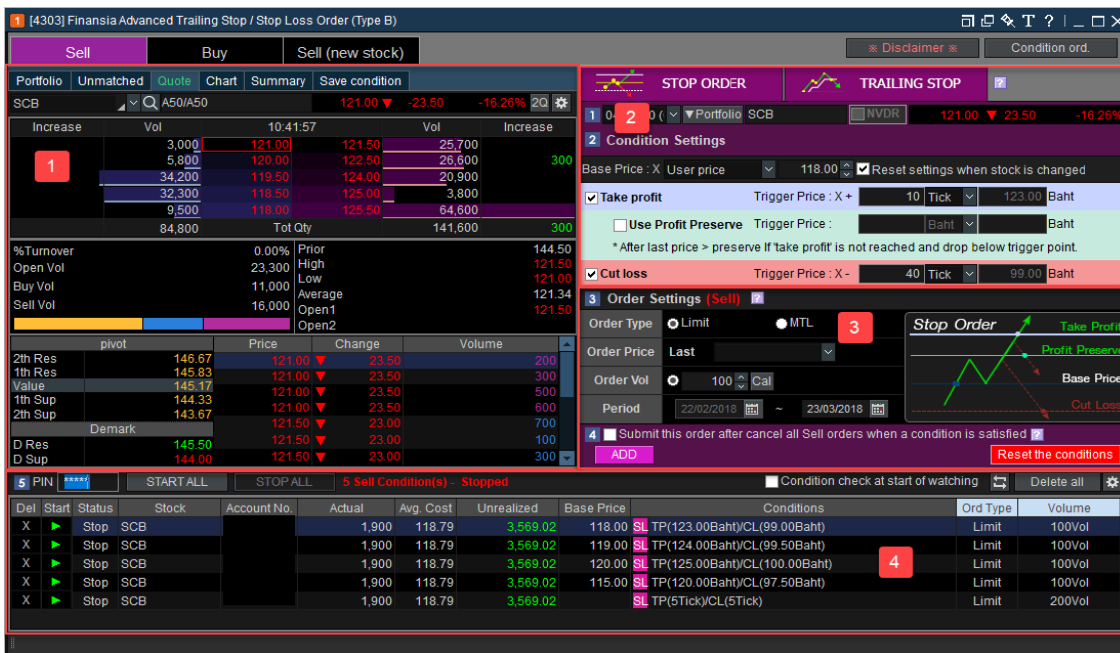 1 [4303] Finansia Advanced Trailing Stop / Stop Loss Order (Type B)
T ?
Sell Buy Sell (new stock) ※ Disclaimer ※ Condition ord.
Portfolio Unmatched Quote Chart Summary Save condition
SCB A50/A50 121.00 ▼ -23.50 -16.26% 2Q
Increase Vol 10:41:57 Vol Increase
3,000 121.00 121.50 25,700
5,800 120.00 122.50 26,600 300
34,200 119.50 124.00 20,900
32,300 118.50 125.00 3,800
9,500 118.00 125.50 64,600
84,800 Tot Qty 141,600 300
1
%Turnover 0.00% Prior 144.50
Open Vol 23,300 High 121.50
Low 121.00
Buy Vol 11,000 Average 121.34
Sell Vol 16,000 Open1 121.50
Open2
pivot Price Change Volume
2th Res 146.67 121.00 ▼ 23.50 200
1th Res 145.83 121.00 ▼ 23.50 300
Value 145.17 121.00 ▼ 23.50 500
1th Sup 144.33 121.00 ▼ 23.50 600
2th Sup 143.67 121.50 ▼ 23.00 700
Demark
D Res 145.50 121.50 ▼ 23.00 100
D Sup 144.00 121.50 ▼ 23.00 300
STOP ORDER TRAILING STOP ?
1 2 ▼Portfolio SCB NVDR 121.00 ▼ 23.50 -16.26%
2 Condition Settings
Base Price : X User price 118.00 Reset settings when stock is changed
Take profit Trigger Price : X + 10 Tick 123.00 Baht
Use Profit Preserve Trigger Price : Baht Baht
* After last price > preserve If 'take profit' is not reached and drop below trigger point.
Cut loss Trigger Price : X - 40 Tick 99.00 Baht
3 Order Settings (Sell) ?
Order Type Limit MTL 3
Order Price Last
Order Vol 100 Cal
Period 22/02/2018 ~ 23/03/2018
Stop Order Take Profit
Profit Preserve
Base Price
Cut Loss
4 Submit this order after cancel all Sell orders when a condition is satisfied ?
ADD Reset the conditions
5 PIN ****/ START ALL STOP ALL 5 Sell Condition(s) - Stopped Condition check at start of watching Delete all
Del Start Status Stock Account No. Actual Avg. Cost Unrealized Base Price Conditions Ord Type Volume
X Stop SCB 1,900 118.79 3,569.02 118.00 SL TP(123.00Baht)/CL(99.00Baht) Limit 100Vol
X Stop SCB 1,900 118.79 3,569.02 119.00 SL TP(124.00Baht)/CL(99.50Baht) Limit 100Vol
X Stop SCB 1,900 118.79 3,569.02 120.00 SL TP(125.00Baht)/CL(100.00Baht) 4 Limit 100Vol
X Stop SCB 1,900 118.79 3,569.02 115.00 SL TP(120.00Baht)/CL(97.50Baht) Limit 100Vol
X Stop SCB 1,900 118.79 3,569.02 SL TP(5Tick)/CL(5Tick) Limit 200Vol